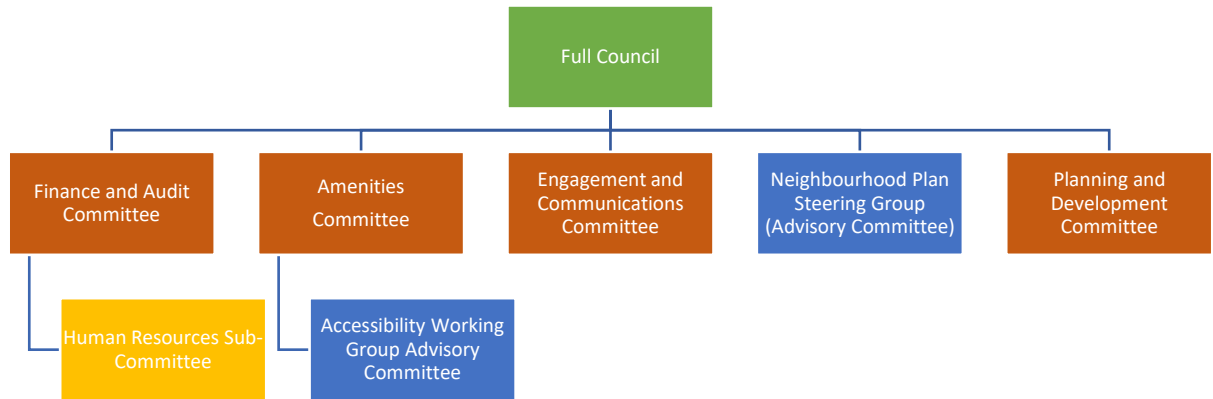 Full Council
Finance and Audit
Committee
Amenities
Committee
Engagement and
Communications
Committee
Neighbourhood Plan
Steering Group
(Advisory Committee)
Planning and
Development
Committee
Human Resources Sub-
Committee
Accessibility Working
Group Advisory
Committee